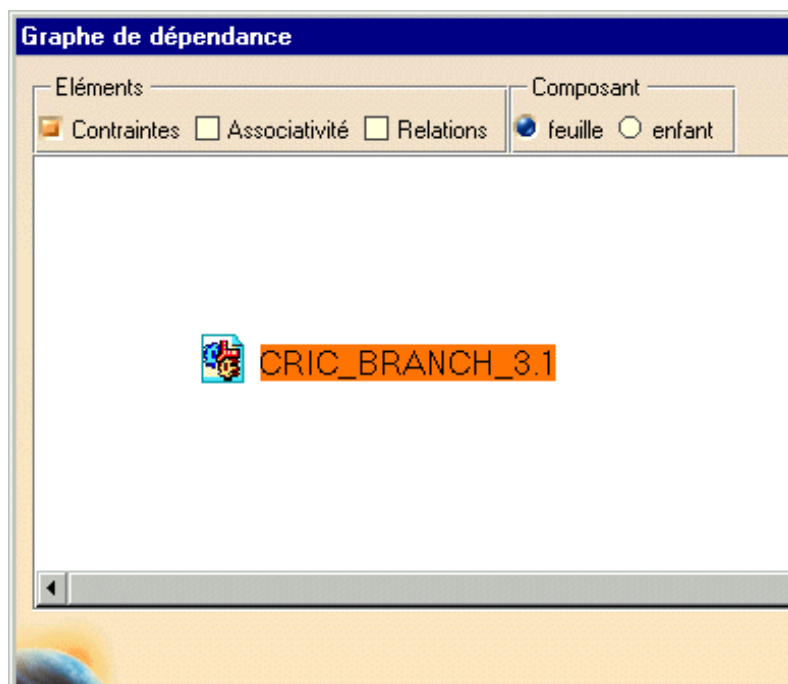 Graphe de dépendance
Eléments
Composant
Contraintes Associativité Relations feuille enfant
CRIC_BRANCH_3.1